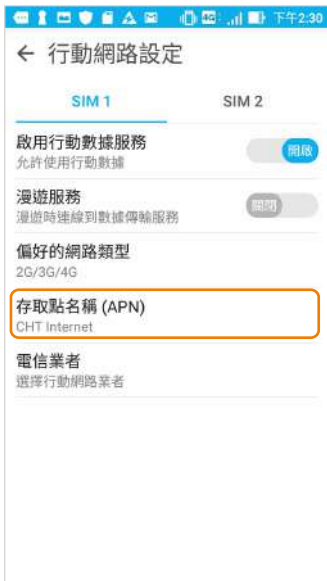 4G 下午2:30
← 行動網路設定
SIM 1 SIM 2
啟用行動數據服務
開啟
允許使用行動數據
漫遊服務
關閉
漫遊時連線到數據傳輸服務
偏好的網路類型
2G/3G/4G
存取點名稱 (APN)
CHT Internet
電信業者
選擇行動網路業者